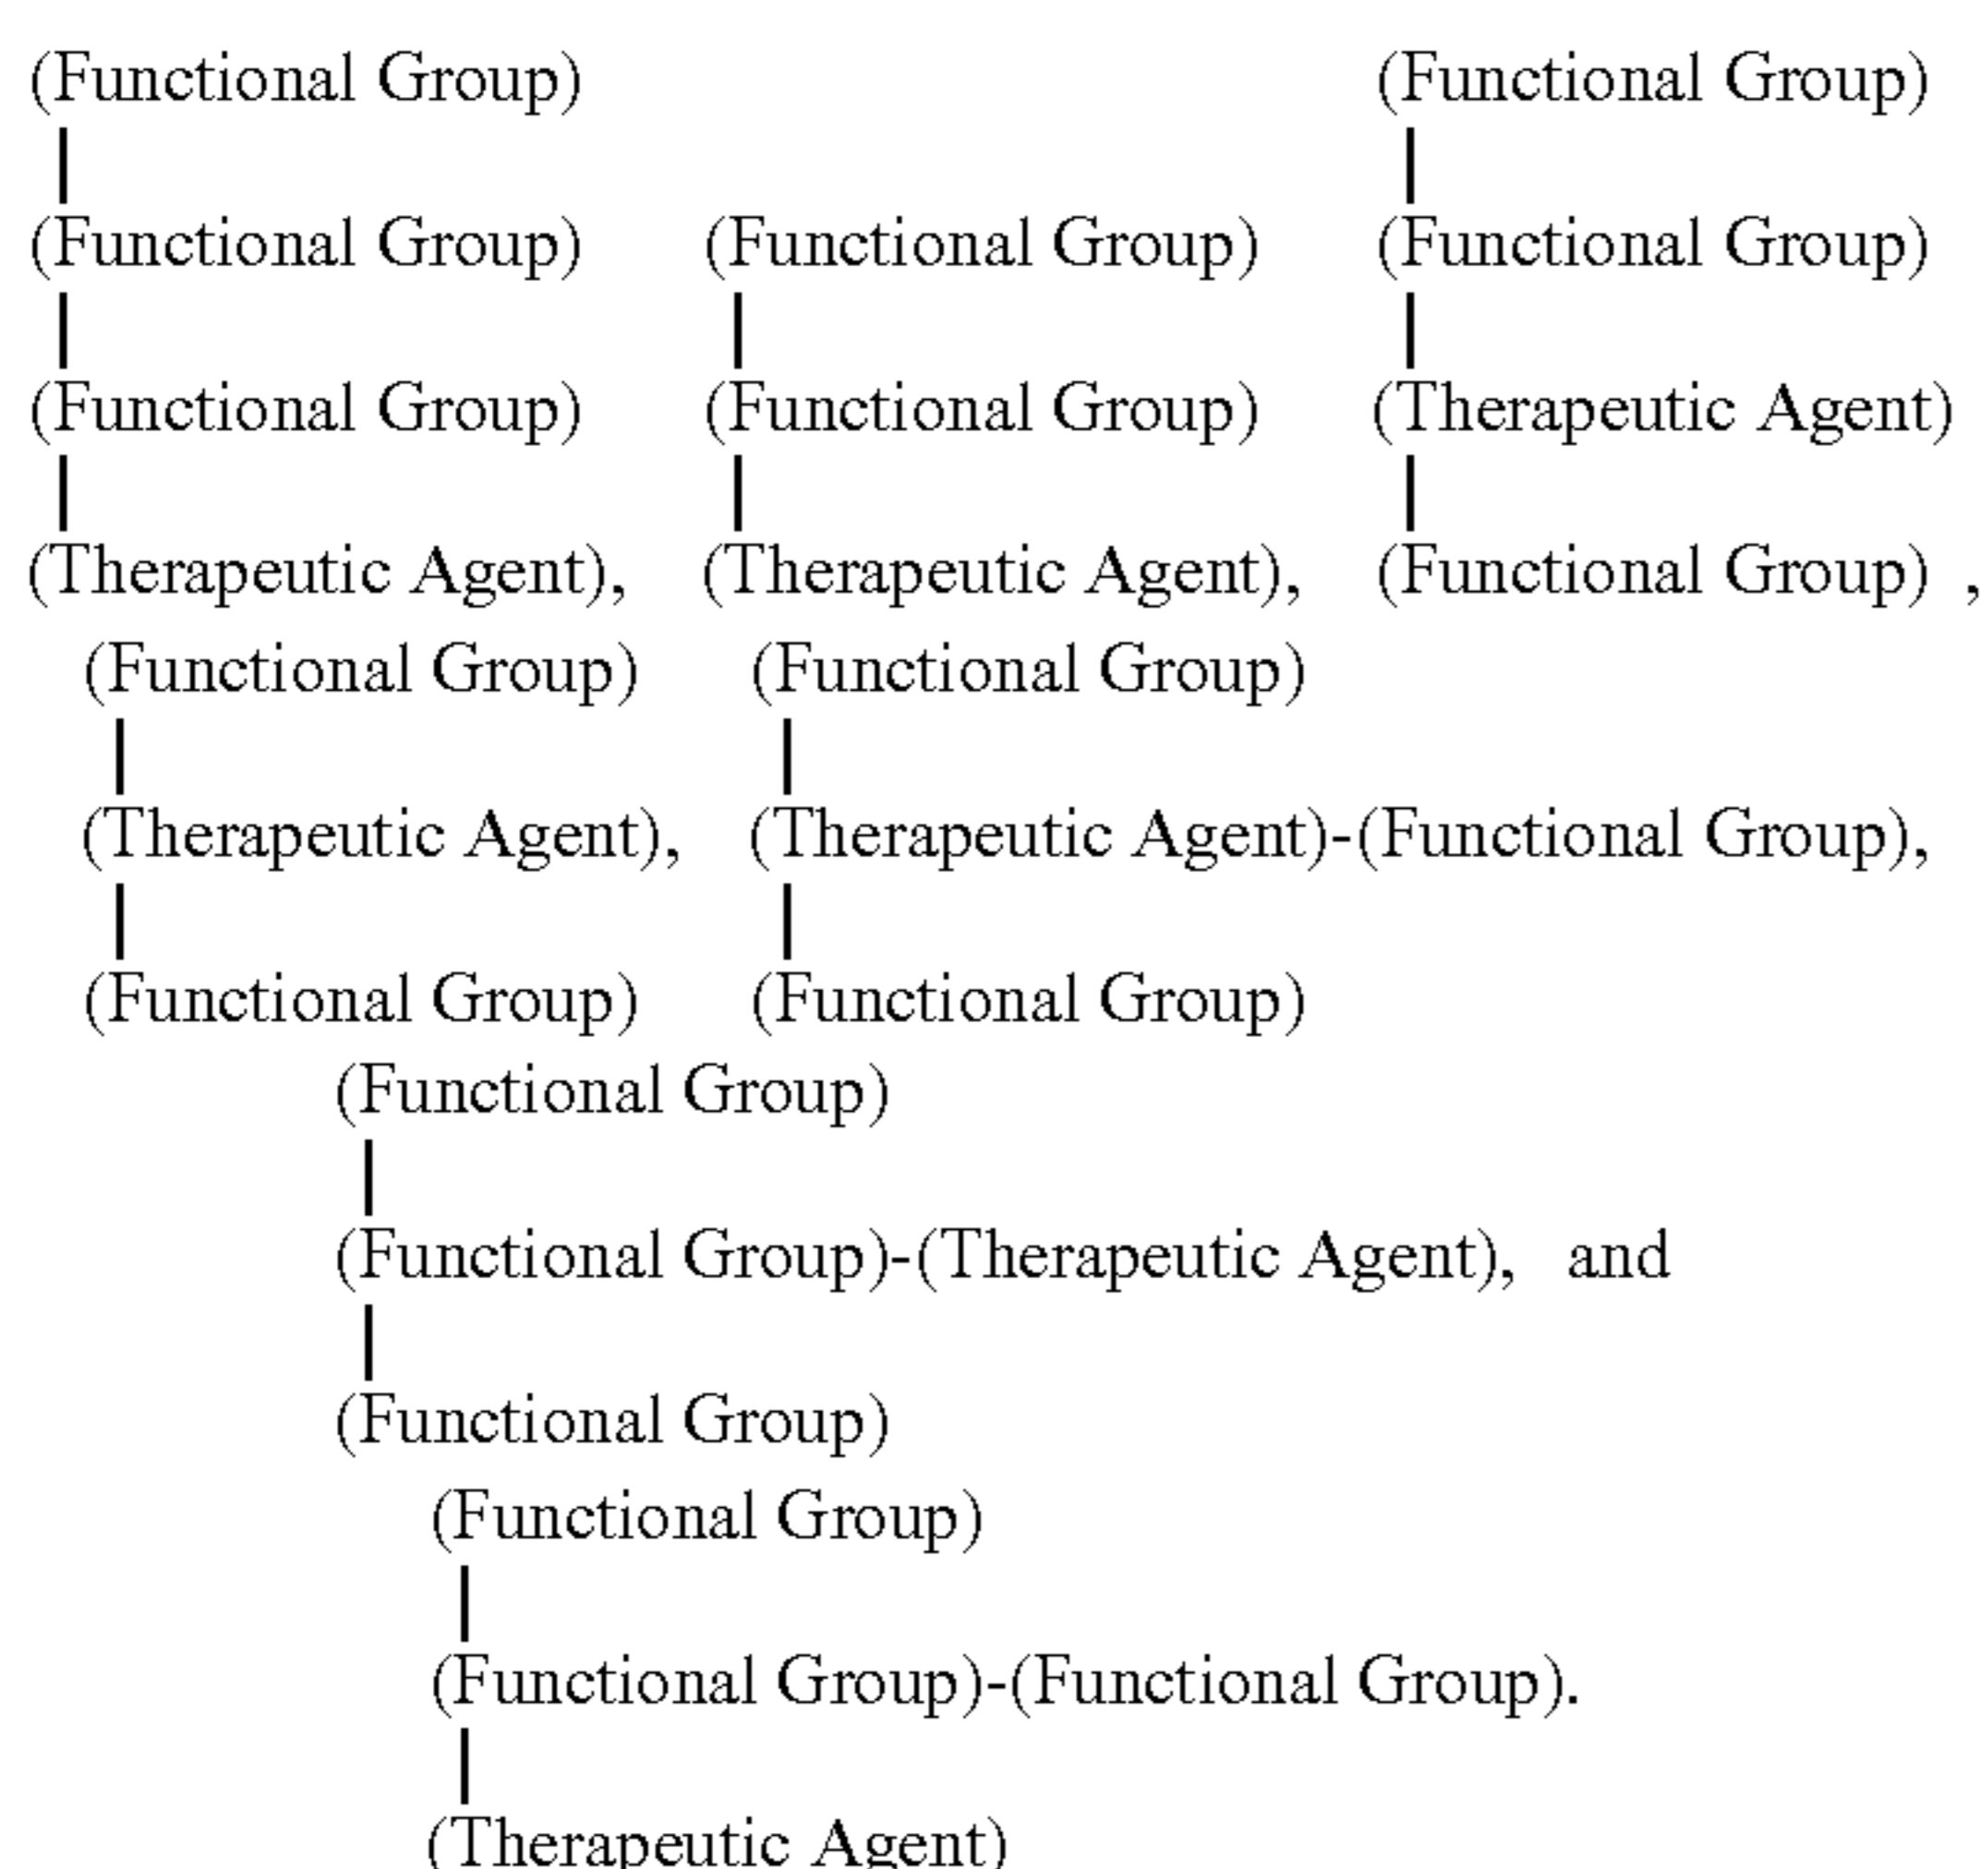 (Functional Group) (Functional Group)
(Functional Group) (Functional Group) (Functional Group)
(Functional Group) (Functional Group) (Therapeutic Agent)
(Therapeutic Agent), (Therapeutic Agent), (Functional Group) ,
(Functional Group) (Functional Group)
(Therapeutic Agent), (Therapeutic Agent)-(Functional Group),
(Functional Group) (Functional Group)
(Functional Group)
(Functional Group)-(Therapeutic Agent), and
(Functional Group)
(Functional Group)
(Functional Group)-(Functional Group).
(Therapeutic Agent)